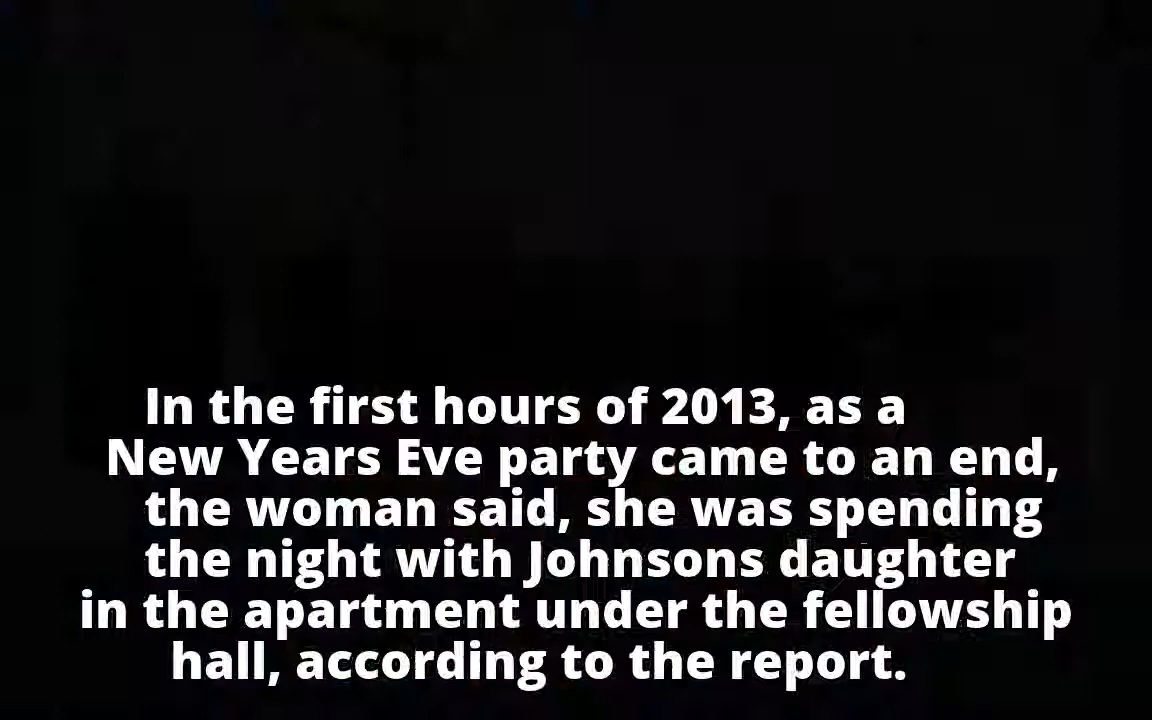 In the first hours of 2013, as a
New Years Eve party came to an end,
the woman said, she was spending
the night with Johnsons daughter
in the apartment under the fellowship
hall, according to the report.